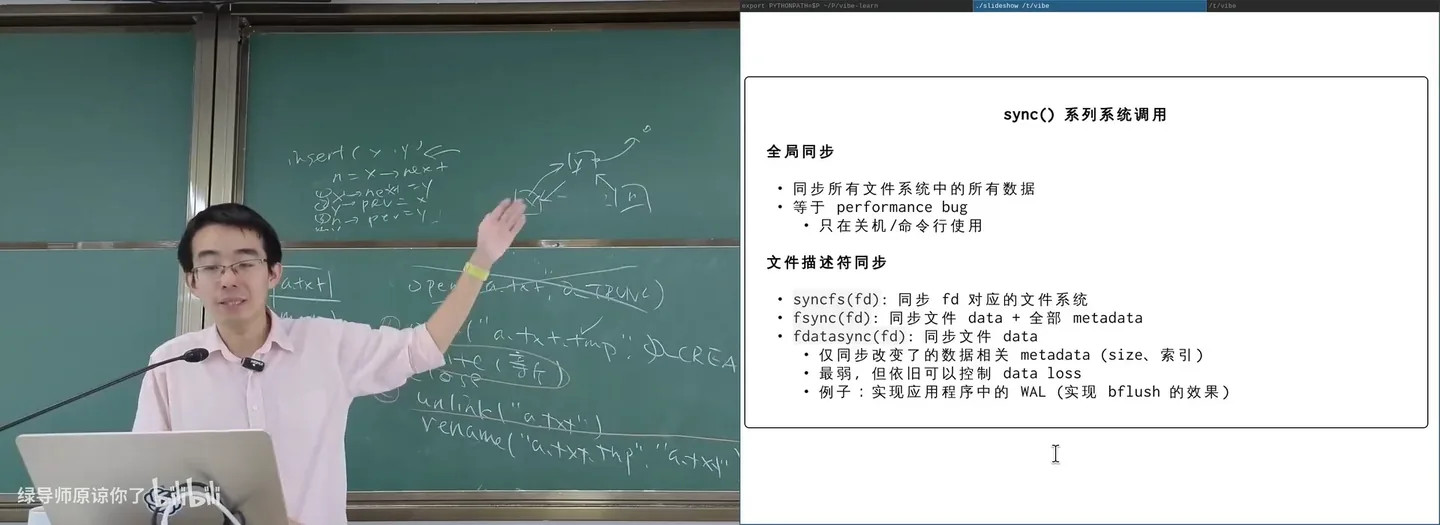 export PYTHONPATH=$P ~/P/vibe-learn
./slideshow /t/vibe
/t/vibe
insert( x, y)
n = x → next
① x → next = y
② y → prev = x
③ n → prev = y
y
n
a.txt
open("a.txt", O_TRUNC)
("a.txt.tmp", O_CREA
close
unlink("a.txt")
rename("a.txt.tmp", "a.txt"
绿导师原谅你了 bilibili
sync() 系列系统调用
全局同步
• 同步所有文件系统中的所有数据
• 等于 performance bug
• 只在关机/命令行使用
文件描述符同步
• syncfs(fd): 同步 fd 对应的文件系统
• fsync(fd): 同步文件 data + 全部 metadata
• fdatasync(fd): 同步文件 data
• 仅同步改变了的数据相关 metadata (size、索引)
• 最弱, 但依旧可以控制 data loss
• 例子：实现应用程序中的 WAL (实现 bflush 的效果)